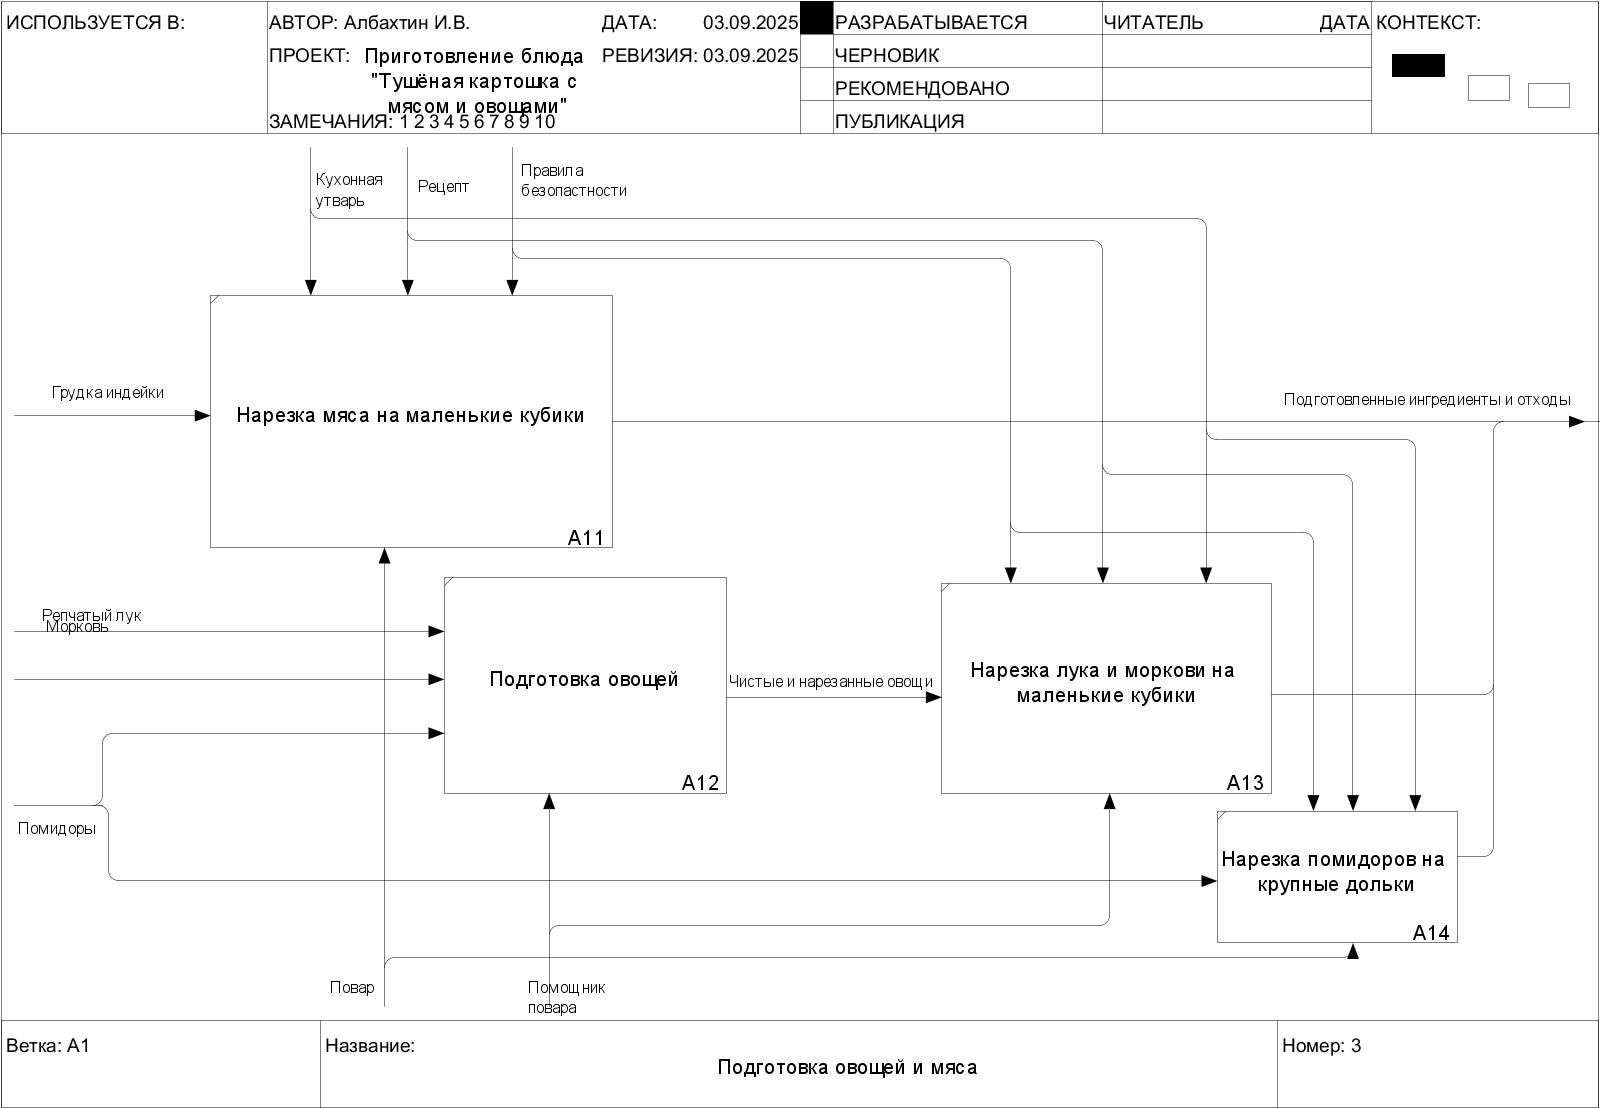 ИСПОЛЬЗУЕТСЯ В:
АВТОР: Албахтин И.В.
ДАТА: 03.09.2025
ПРОЕКТ: Приготовление блюда
"Тушёная картошка с
мясом и овощами"
РЕВИЗИЯ: 03.09.2025
ЗАМЕЧАНИЯ: 1 2 3 4 5 6 7 8 9 10
РАЗРАБАТЫВАЕТСЯ
ЧЕРНОВИК
РЕКОМЕНДОВАНО
ПУБЛИКАЦИЯ
ЧИТАТЕЛЬ
ДАТА
КОНТЕКСТ:
Кухонная
утварь
Рецепт
Правила
безопастности
Грудка индейки
Нарезка мяса на маленькие кубики
A11
Подготовленные ингредиенты и отходы
Репчатый лук
Морковь
Подготовка овощей
A12
Чистые и нарезанные овощи
Нарезка лука и моркови на
маленькие кубики
A13
Помидоры
Нарезка помидоров на
крупные дольки
A14
Повар
Помощник
повара
Ветка: A1
Название:
Подготовка овощей и мяса
Номер: 3